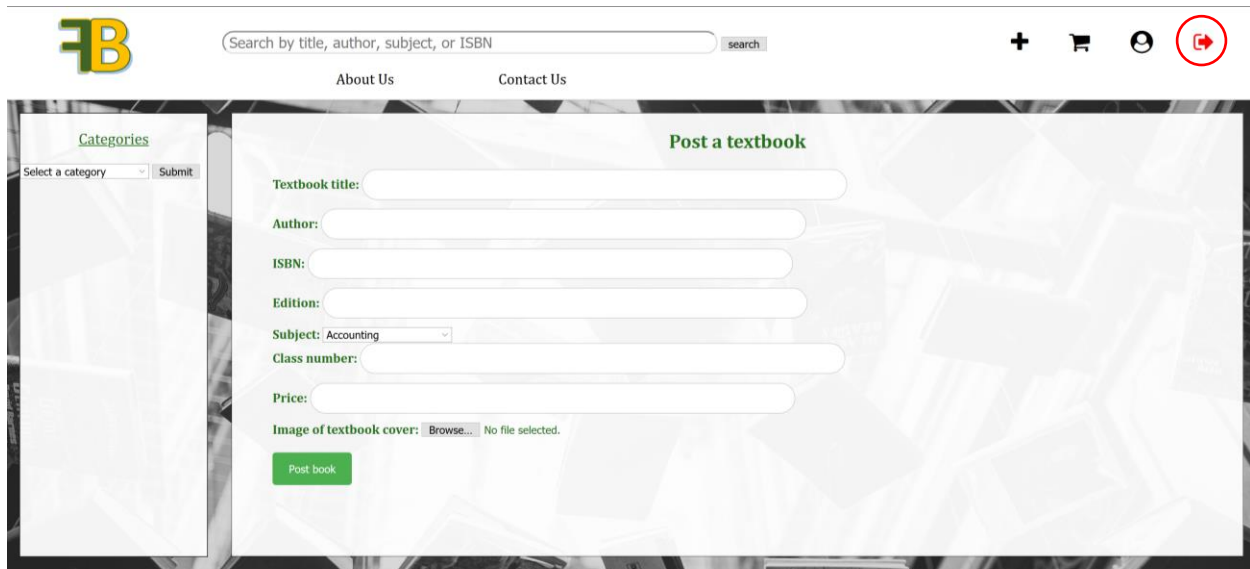 FB
Search by title, author, subject, or ISBN search
About Us Contact Us
Categories
Select a category Submit
Post a textbook
Textbook title:
Author:
ISBN:
Edition:
Subject: Accounting
Class number:
Price:
Image of textbook cover: Browse... No file selected.
Post book